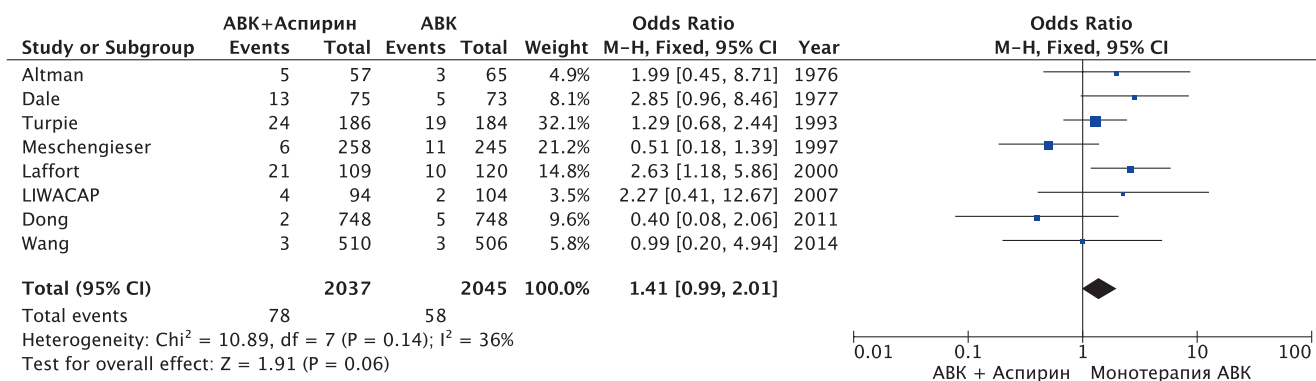 АВК+Аспирин АВК Odds Ratio Odds Ratio
Study or Subgroup Events Total Events Total Weight M-H, Fixed, 95% CI Year M-H, Fixed, 95% CI
Altman 5 57 3 65 4.9% 1.99 [0.45, 8.71] 1976
Dale 13 75 5 73 8.1% 2.85 [0.96, 8.46] 1977
Turpie 24 186 19 184 32.1% 1.29 [0.68, 2.44] 1993
Meschengieser 6 258 11 245 21.2% 0.51 [0.18, 1.39] 1997
Laffort 21 109 10 120 14.8% 2.63 [1.18, 5.86] 2000
LIWACAP 4 94 2 104 3.5% 2.27 [0.41, 12.67] 2007
Dong 2 748 5 748 9.6% 0.40 [0.08, 2.06] 2011
Wang 3 510 3 506 5.8% 0.99 [0.20, 4.94] 2014
Total (95% CI) 2037 2045 100.0% 1.41 [0.99, 2.01]
Total events 78 58
Heterogeneity: Chi² = 10.89, df = 7 (P = 0.14); I² = 36%
Test for overall effect: Z = 1.91 (P = 0.06)
0.01 0.1 1 10 100
АВК + Аспирин Монотерапия АВК